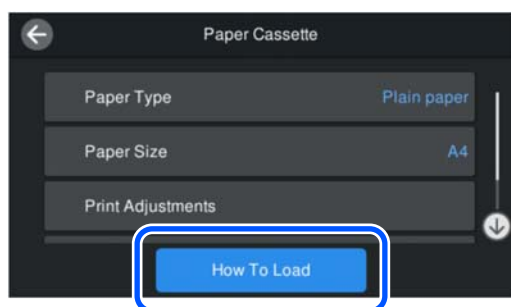 Paper Cassette
Paper Type Plain paper
Paper Size A4
Print Adjustments
How To Load